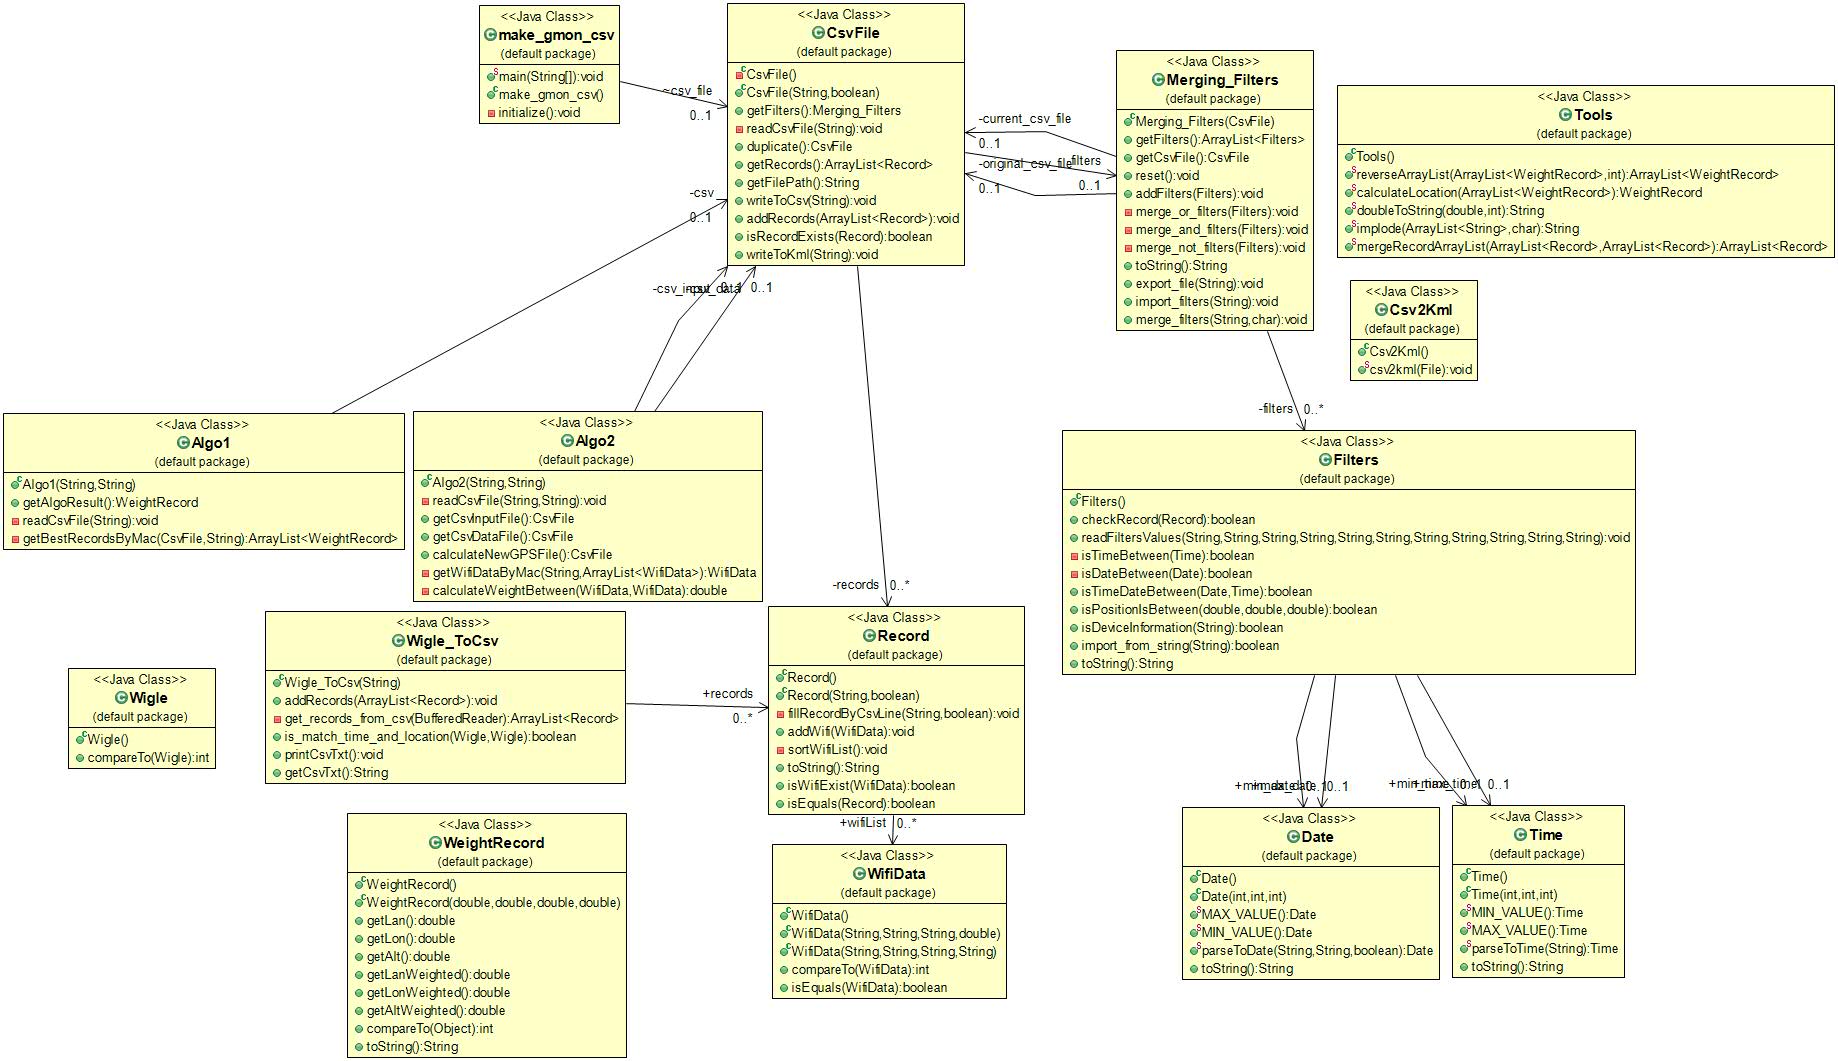 <<Java Class>>
make_gmon_csv
(default package)
main(String[]):void
make_gmon_csv()
initialize():void
~csv_file
0..1
<<Java Class>>
CsvFile
(default package)
CsvFile()
CsvFile(String,boolean)
getFilters():Merging_Filters
readCsvFile(String):void
duplicate():CsvFile
getRecords():ArrayList<Record>
getFilePath():String
writeToCsv(String):void
addRecords(ArrayList<Record>):void
isRecordExists(Record):boolean
writeToKml(String):void
-current_csv_file
0..1
-original_csv_file
0..1
filters
0..1
<<Java Class>>
Merging_Filters
(default package)
Merging_Filters(CsvFile)
getFilters():ArrayList<Filters>
getCsvFile():CsvFile
reset():void
addFilters(Filters):void
merge_or_filters(Filters):void
merge_and_filters(Filters):void
merge_not_filters(Filters):void
toString():String
export_file(String):void
import_filters(String):void
merge_filters(String,char):void
<<Java Class>>
Tools
(default package)
Tools()
reverseArrayList(ArrayList<WeightRecord>,int):ArrayList<WeightRecord>
calculateLocation(ArrayList<WeightRecord>):WeightRecord
doubleToString(double,int):String
implode(ArrayList<String>,char):String
mergeRecordArrayList(ArrayList<Record>,ArrayList<Record>):ArrayList<Record>
<<Java Class>>
Csv2Kml
(default package)
Csv2Kml()
csv2kml(File):void
-csv
0..1
0..1
-filters 0..*
<<Java Class>>
Algo1
(default package)
Algo1(String,String)
getAlgoResult():WeightRecord
readCsvFile(String):void
getBestRecordsByMac(CsvFile,String):ArrayList<WeightRecord>
<<Java Class>>
Algo2
(default package)
Algo2(String,String)
readCsvFile(String,String):void
getCsvInputFile():CsvFile
getCsvDataFile():CsvFile
calculateNewGPSFile():CsvFile
getWifiDataByMac(String,ArrayList<WifiData>):WifiData
calculateWeightBetween(WifiData,WifiData):double
<<Java Class>>
Filters
(default package)
Filters()
checkRecord(Record):boolean
readFiltersValues(String,String,String,String,String,String,String,String,String,String,String):void
isTimeBetween(Time):boolean
isDateBetween(Date):boolean
isTimeDateBetween(Date,Time):boolean
isPositionIsBetween(double,double,double):boolean
isDeviceInformation(String):boolean
import_from_string(String):boolean
toString():String
-records 0..*
<<Java Class>>
Wigle
(default package)
Wigle()
compareTo(Wigle):int
<<Java Class>>
Wigle_ToCsv
(default package)
Wigle_ToCsv(String)
addRecords(ArrayList<Record>):void
get_records_from_csv(BufferedReader):ArrayList<Record>
is_match_time_and_location(Wigle,Wigle):boolean
printCsvTxt():void
getCsvTxt():String
+records
0..*
<<Java Class>>
Record
(default package)
Record()
Record(String,boolean)
fillRecordByCsvLine(String,boolean):void
addWifi(WifiData):void
sortWifiList():void
toString():String
isWifiExist(WifiData):boolean
isEquals(Record):boolean
+wifiList 0..*
0..1
0..1
<<Java Class>>
WeightRecord
(default package)
WeightRecord()
WeightRecord(double,double,double,double)
getLan():double
getLon():double
getAlt():double
getLanWeighted():double
getLonWeighted():double
getAltWeighted():double
compareTo(Object):int
toString():String
<<Java Class>>
WifiData
(default package)
WifiData()
WifiData(String,String,String,double)
WifiData(String,String,String,String)
compareTo(WifiData):int
isEquals(WifiData):boolean
<<Java Class>>
Date
(default package)
Date()
Date(int,int,int)
MAX_VALUE():Date
MIN_VALUE():Date
parseToDate(String,String,boolean):Date
toString():String
<<Java Class>>
Time
(default package)
Time()
Time(int,int,int)
MIN_VALUE():Time
MAX_VALUE():Time
parseToTime(String):Time
toString():String